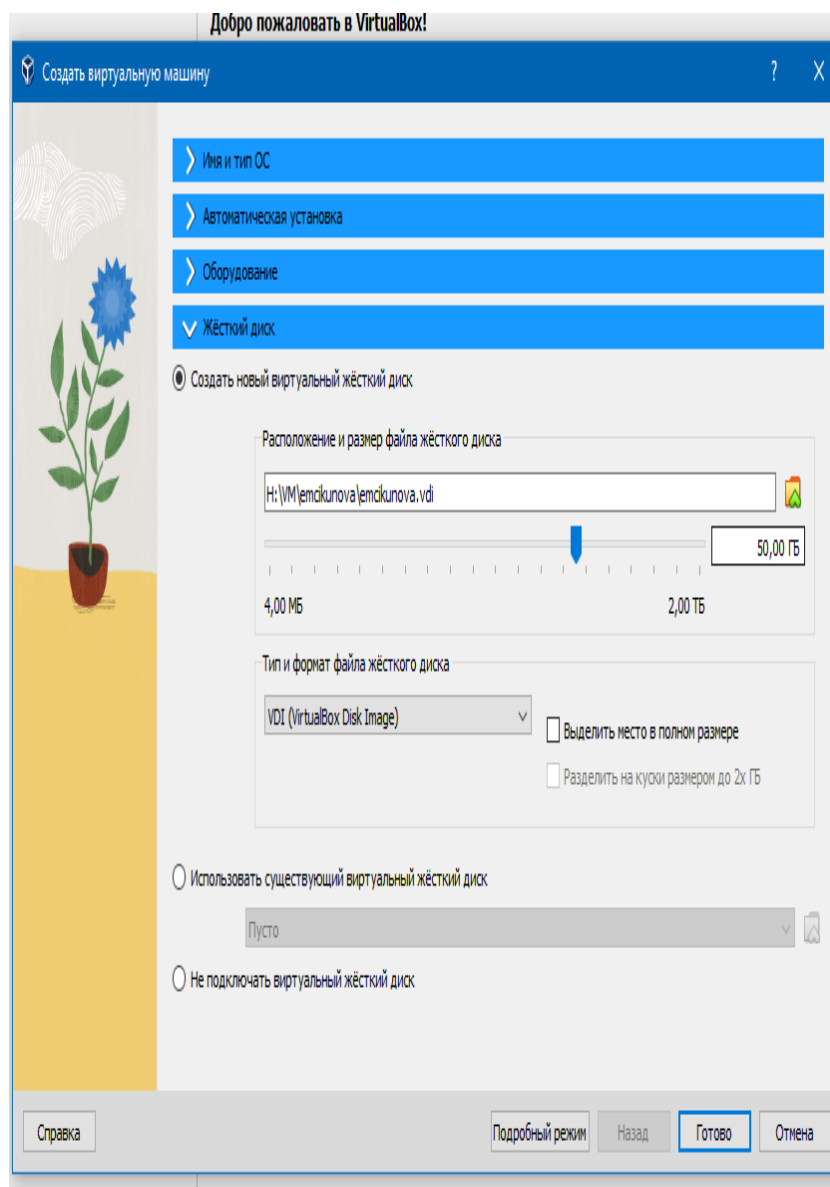 Добро пожаловать в VirtualBox!
Создать виртуальную машину
Имя и тип ОС
Автоматическая установка
Оборудование
Жёсткий диск
Создать новый виртуальный жёсткий диск
Расположение и размер файла жёсткого диска
H:\VM\emcikunova\emcikunova.vdi
50,00 ГБ
4,00 МБ 2,00 ТБ
Тип и формат файла жёсткого диска
VDI (VirtualBox Disk Image)
Выделить место в полном размере
Разделить на куски размером до 2х ГБ
Использовать существующий виртуальный жёсткий диск
Пусто
Не подключать виртуальный жёсткий диск
Справка Подробный режим Назад Готово Отмена